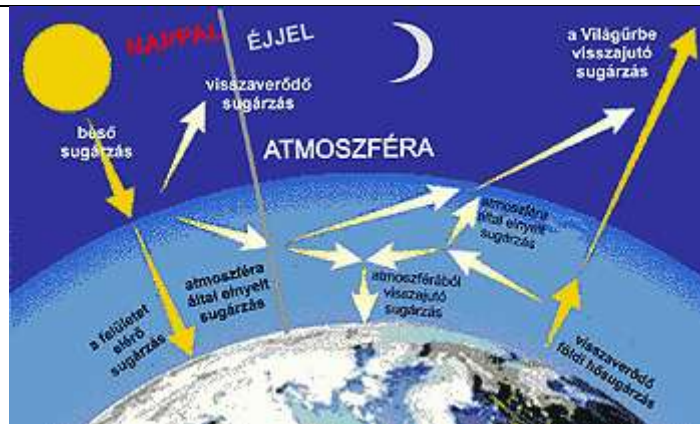 NAPPAL
ÉJJEL
a Világűrbe
visszajutó
sugárzás
visszaverődő
sugárzás
beső
sugárzás
ATMOSZFÉRA
atmoszféra
által elnyelt
sugárzás
atmoszféra
által elnyelt
sugárzás
atmoszférából
visszajutó
sugárzás
a felületet
elérő
sugárzás
visszaverődő
földi hősugárzás